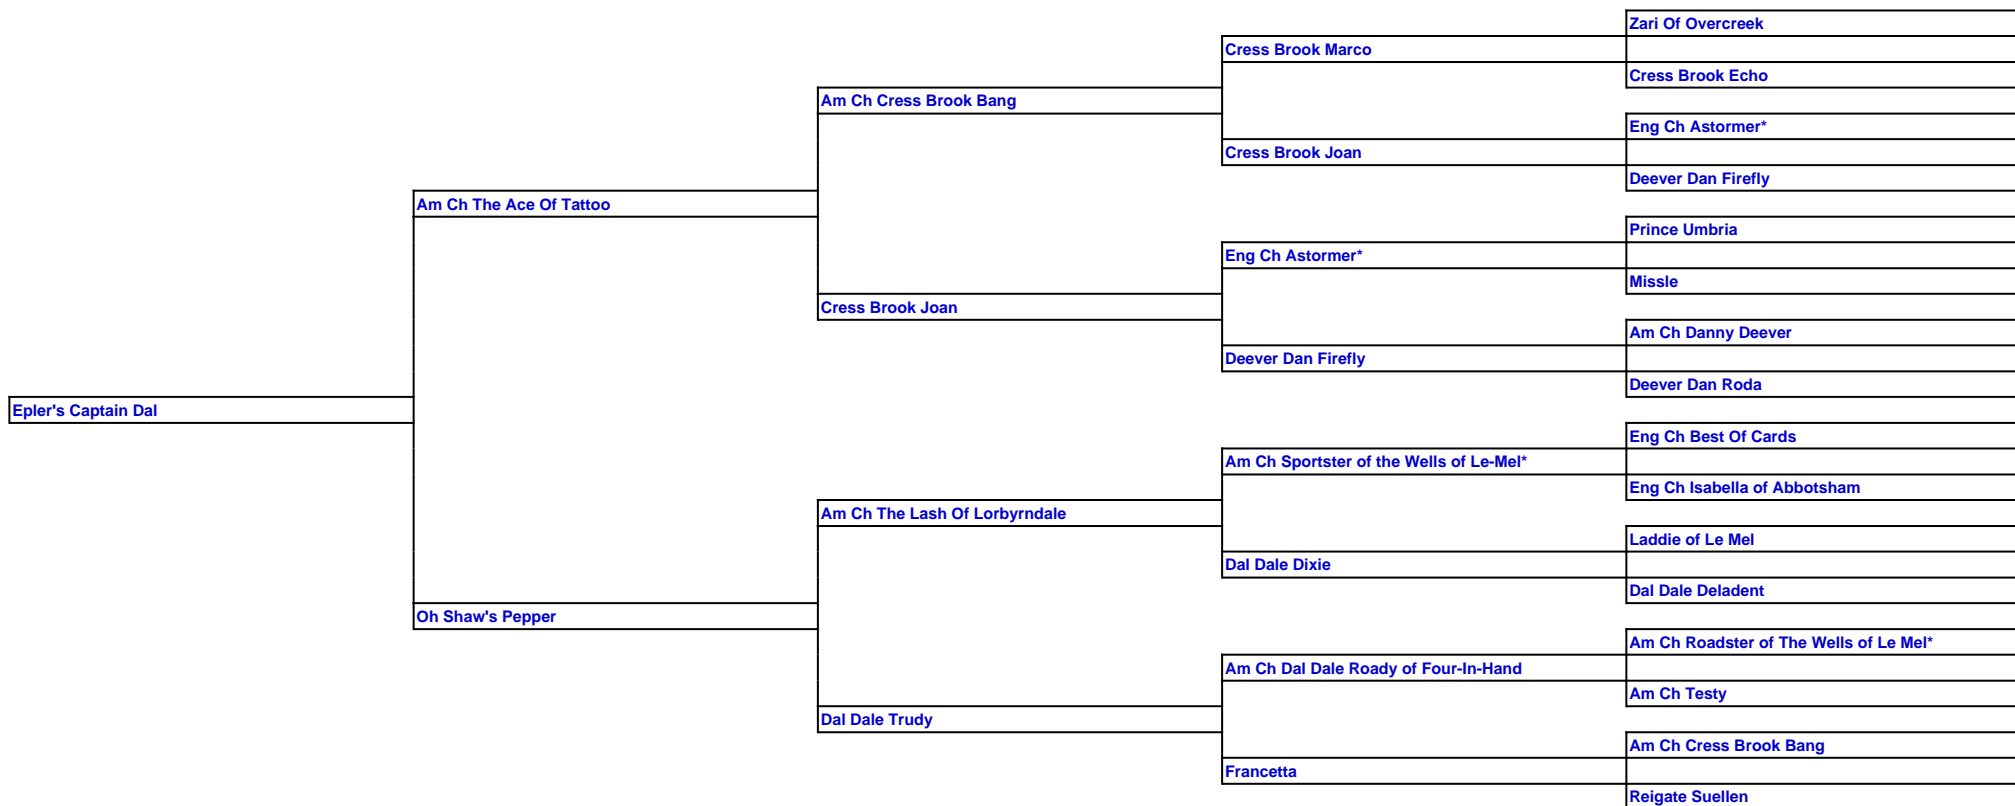 Zari Of Overcreek
Cress Brook Marco
Cress Brook Echo
Am Ch Cress Brook Bang
Eng Ch Astormer*
Cress Brook Joan
Deever Dan Firefly
Am Ch The Ace Of Tattoo
Prince Umbria
Eng Ch Astormer*
Missle
Cress Brook Joan
Am Ch Danny Deever
Deever Dan Firefly
Deever Dan Roda
Epler's Captain Dal
Eng Ch Best Of Cards
Am Ch Sportster of the Wells of Le-Mel*
Eng Ch Isabella of Abbotsham
Am Ch The Lash Of Lorbyrndale
Laddie of Le Mel
Dal Dale Dixie
Dal Dale Deladent
Oh Shaw's Pepper
Am Ch Roadster of The Wells of Le Mel*
Am Ch Dal Dale Roady of Four-In-Hand
Am Ch Testy
Dal Dale Trudy
Am Ch Cress Brook Bang
Francetta
Reigate Suellen